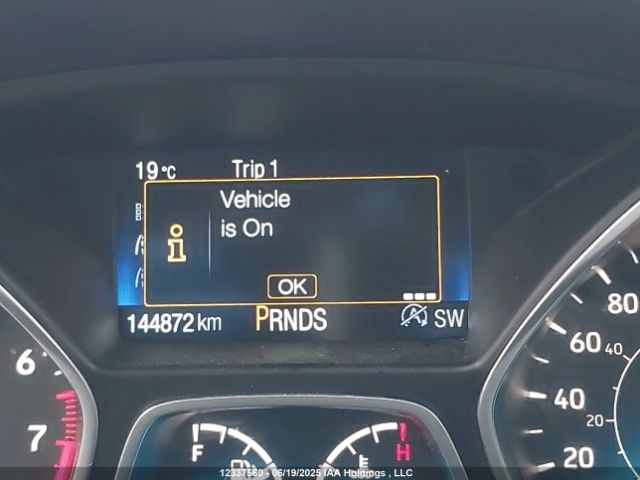 19 °C Trip 1
Vehicle
is On
i
OK
144872 km PRNDS SW
6
7
F
H
E
80
60 40
40
20
20
12337560 - 06/19/2025 IAA Holdings , LLC